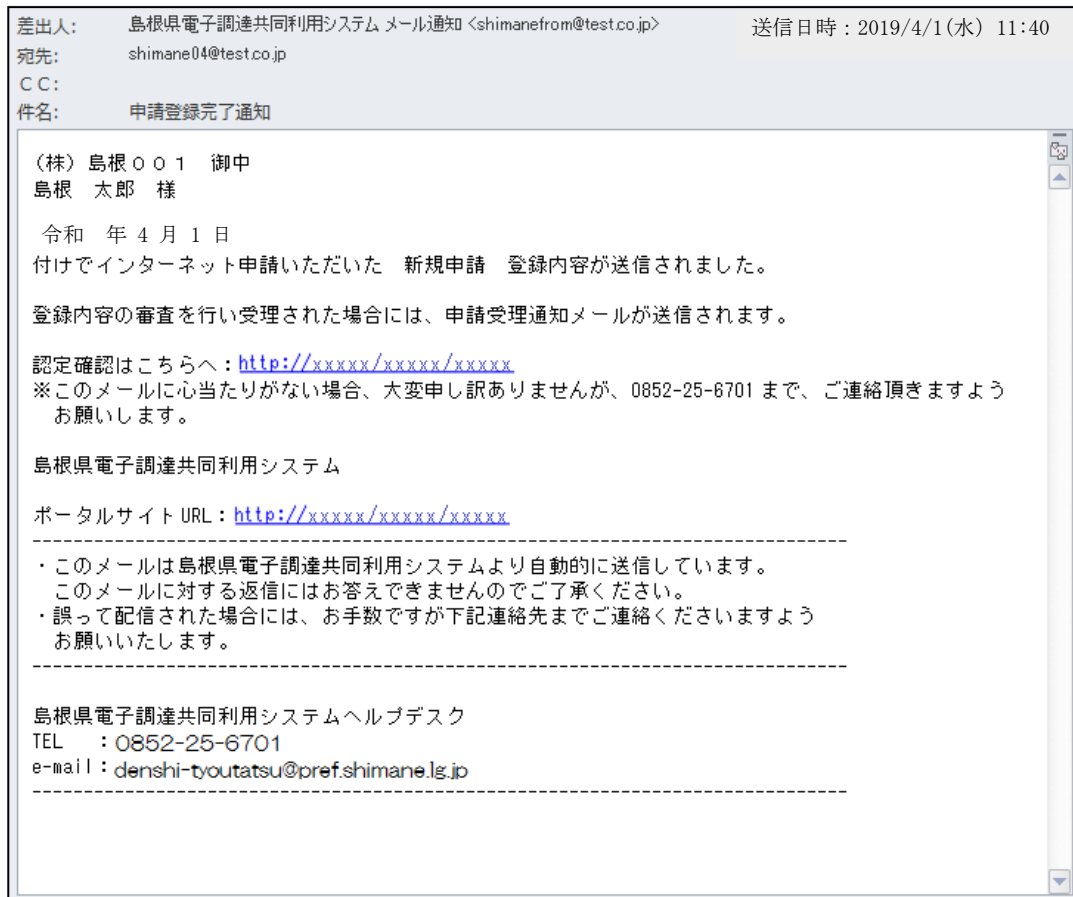 差出人: 島根県電子調達共同利用システム メール通知 <shimanefrom@test.co.jp> 送信日時：2019/4/1(水) 11:40
宛先: shimane04@test.co.jp
ＣＣ:
件名: 申請登録完了通知
（株）島根００１　御中
島根　太郎　様
令和　年 4 月 1 日
付けでインターネット申請いただいた　新規申請　登録内容が送信されました。
登録内容の審査を行い受理された場合には、申請受理通知メールが送信されます。
認定確認はこちらへ：http://xxxxx/xxxxx/xxxxx
※このメールに心当たりがない場合、大変申し訳ありませんが、0852-25-6701 まで、ご連絡頂きますよう
お願いします。
島根県電子調達共同利用システム
ポータルサイト URL：http://xxxxx/xxxxx/xxxxx
--------------------------------------------------------------------------------
・このメールは島根県電子調達共同利用システムより自動的に送信しています。
このメールに対する返信にはお答えできませんのでご了承ください。
・誤って配信された場合には、お手数ですが下記連絡先までご連絡くださいますよう
お願いいたします。
--------------------------------------------------------------------------------
島根県電子調達共同利用システムヘルプデスク
TEL　：0852-25-6701
e-mail：denshi-tyoutatsu@pref.shimane.lg.jp
--------------------------------------------------------------------------------